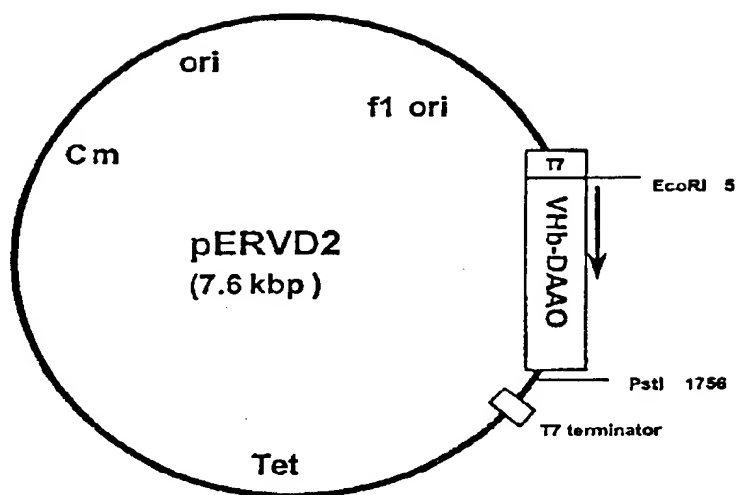 ori
f1 ori
Cm
T7
EcoRI 5
VHb-DAAO
pERVD2
(7.6 kbp)
PstI 1756
T7 terminator
Tet